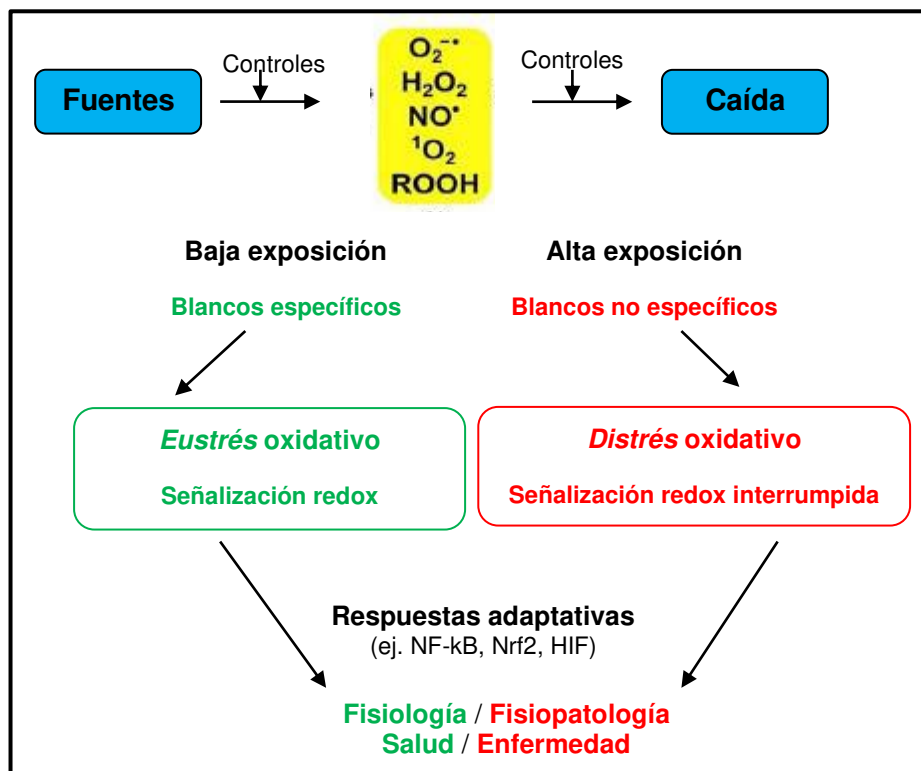 Controles
Controles
Fuentes
O₂⁻•
H₂O₂
NO•
¹O₂
ROOH
Caída
Baja exposición
Alta exposición
Blancos específicos
Blancos no específicos
Eustrés oxidativo
Señalización redox
Distrés oxidativo
Señalización redox interrumpida
Respuestas adaptativas
(ej. NF-kB, Nrf2, HIF)
Fisiología / Fisiopatología
Salud / Enfermedad